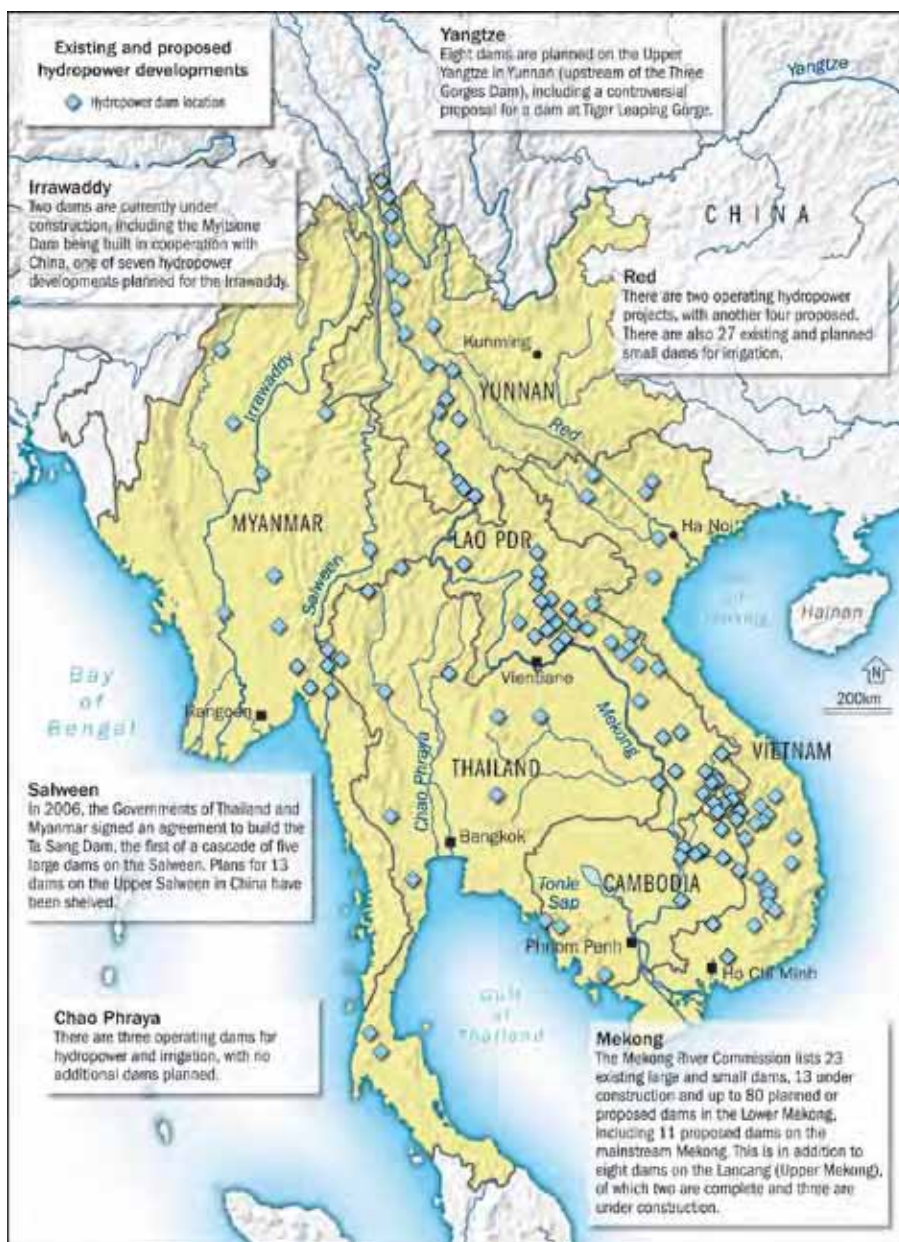 Existing and proposed
hydropower developments
Hydropower dam location
Yangtze
Eight dams are planned on the Upper
Yangtze in Yunnan (upstream of the Three
Gorges Dam), including a controversial
proposal for a dam at Tiger Leaping Gorge.
Yangtze
Irrawaddy
Two dams are currently under
construction, including the Myitsone
Dam being built in cooperation with
China, one of seven hydropower
developments planned for the Irrawaddy.
CHINA
Red
There are two operating hydropower
projects, with another four proposed.
There are also 27 existing and planned
small dams for irrigation.
Kunming
YUNNAN
Irrawaddy
Red
MYANMAR
Ha Noi
LAO PDR
Salween
Hainan
Bay
of
Bengal
N
200km
Vientiane
Rangoon
Mekong
VIETNAM
THAILAND
Chao Phraya
Salween
In 2006, the Governments of Thailand and
Myanmar signed an agreement to build the
Ta Sang Dam, the first of a cascade of five
large dams on the Salween. Plans for 13
dams on the Upper Salween in China have
been shelved.
Bangkok
Tonle
Sap
CAMBODIA
Phnom Penh
Ho Chi Minh
Gulf
of
Thailand
Chao Phraya
There are three operating dams for
hydropower and irrigation, with no
additional dams planned.
Mekong
The Mekong River Commission lists 23
existing large and small dams, 13 under
construction and up to 80 planned or
proposed dams in the Lower Mekong,
including 11 proposed dams on the
mainstream Mekong. This is in addition to
eight dams on the Lancang (Upper Mekong),
of which two are complete and three are
under construction.